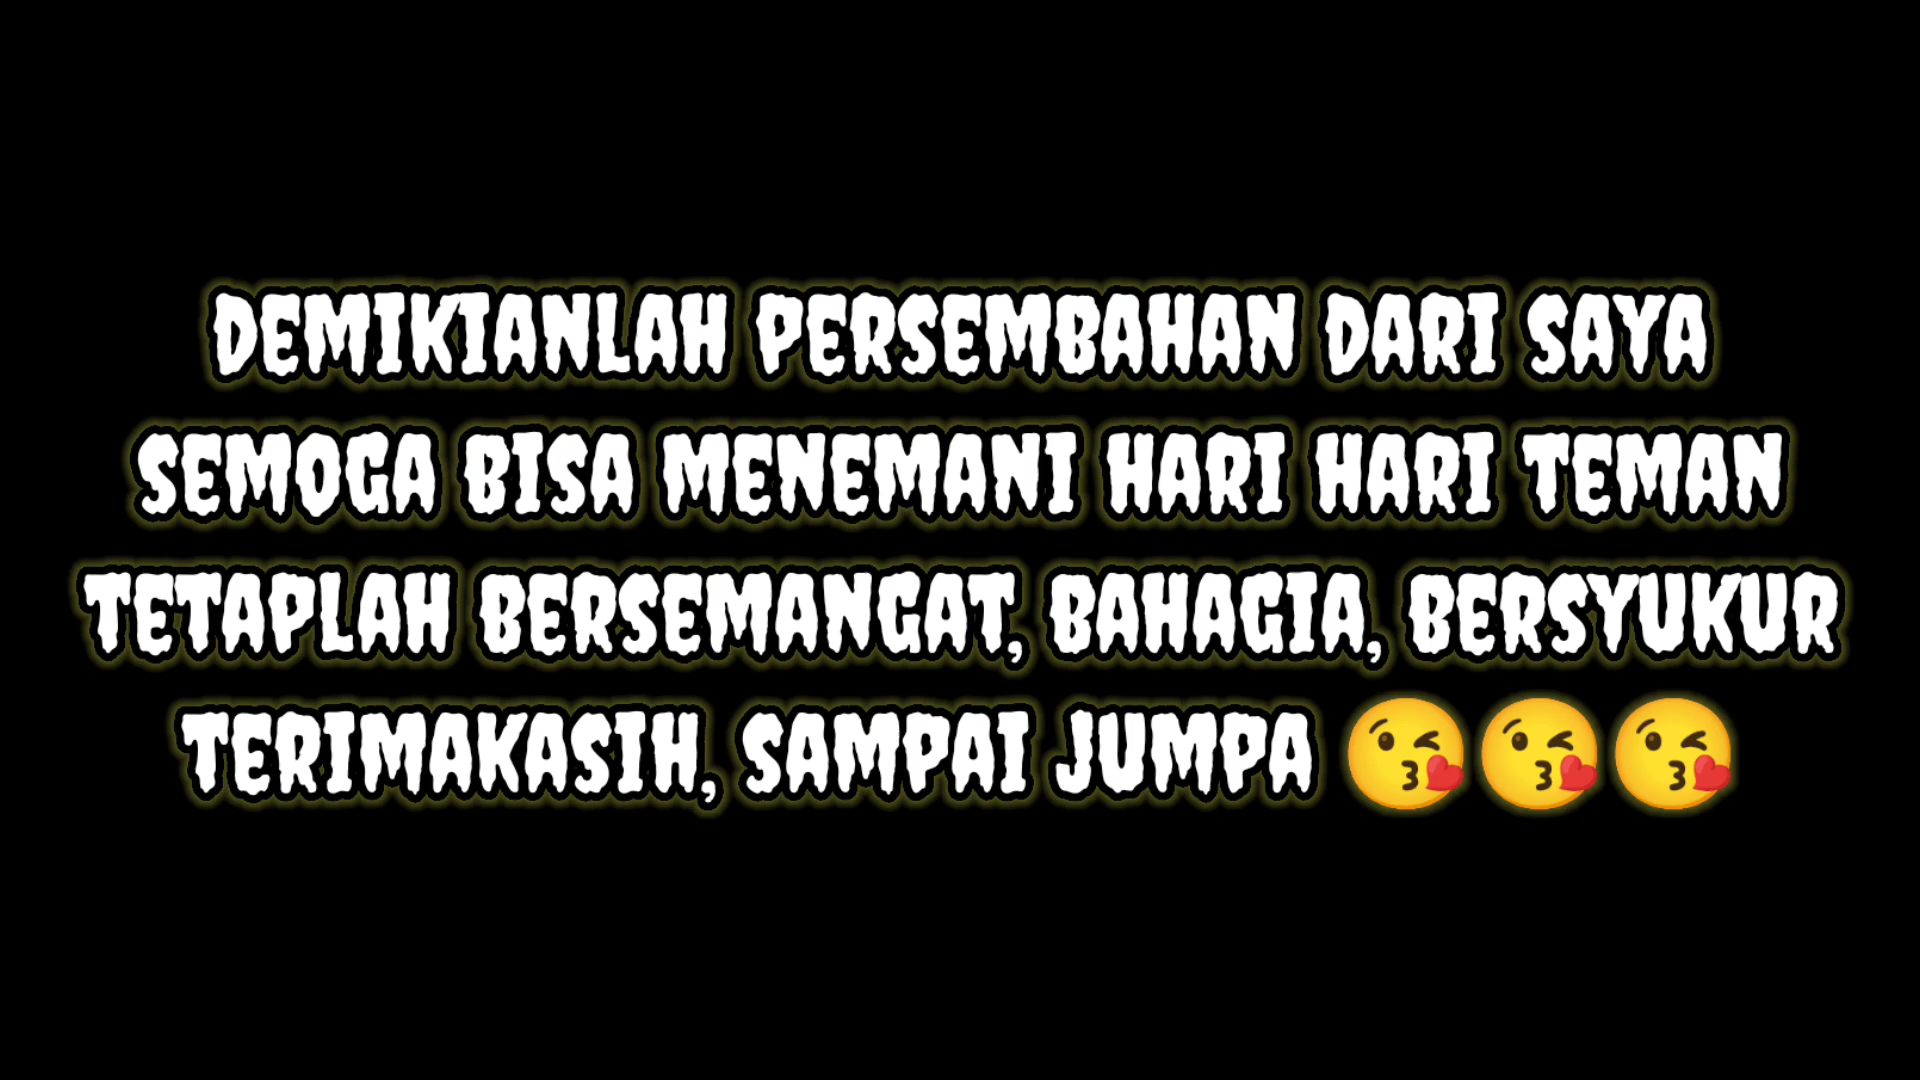 DEMIKIANLAH PERSEMBAHAN DARI SAYA
SEMOGA BISA MENEMANI HARI HARI TEMAN
TETAPLAH BERSEMANGAT, BAHAGIA, BERSYUKUR
TERIMAKASIH, SAMPAI JUMPA 😘😘😘